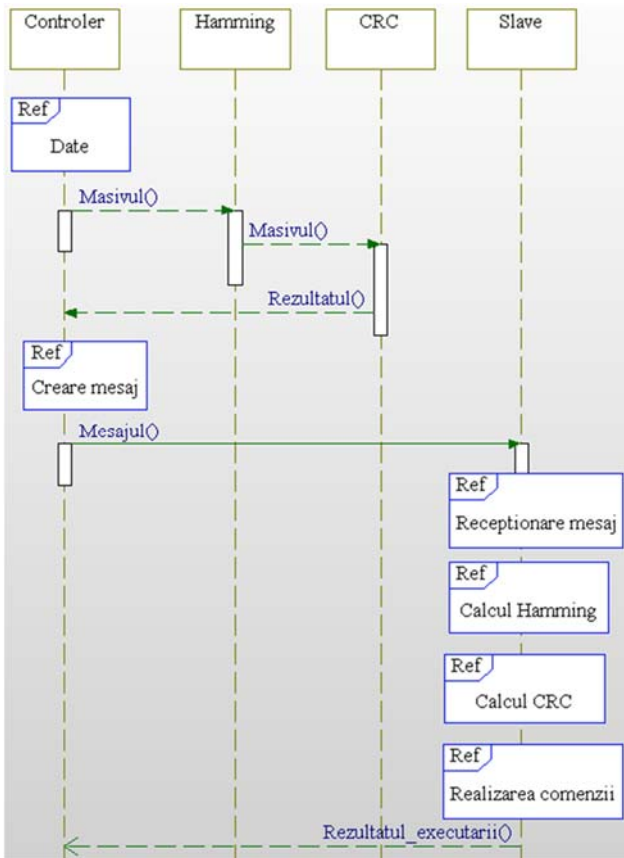 Controler
Hamming
CRC
Slave
Ref
Date
Masivul()
Masivul()
Rezultatul()
Ref
Creare mesaj
Mesajul()
Ref
Receptionare mesaj
Ref
Calcul Hamming
Ref
Calcul CRC
Ref
Realizarea comenzii
Rezultatul_executarii()